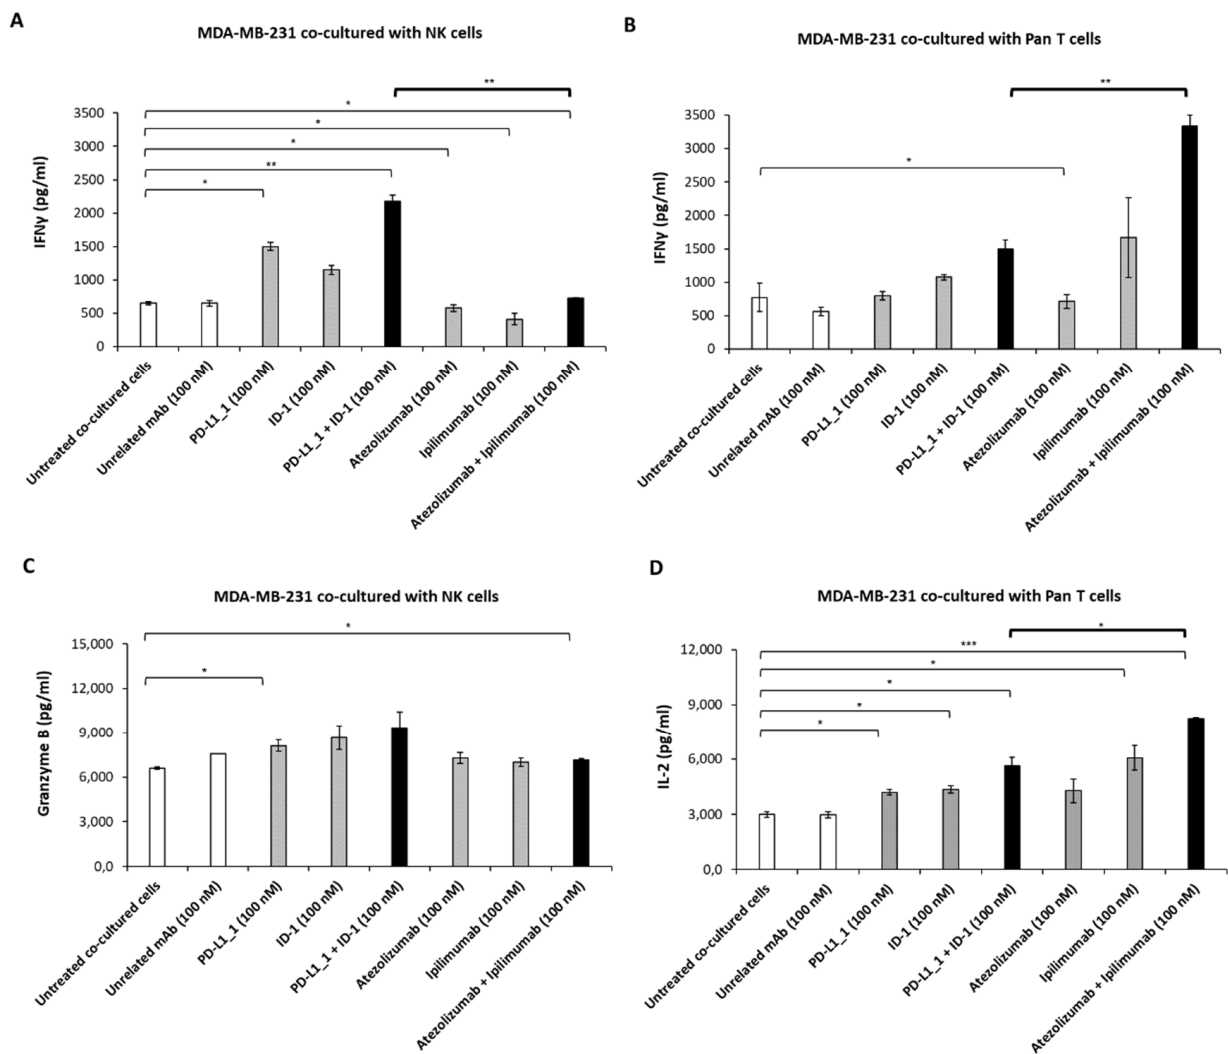 A
MDA-MB-231 co-cultured with NK cells
**
*
*
*
**
*
3500
3000
2500
2000
1500
1000
500
0
IFNγ (pg/ml)
Untreated co-cultured cells
Unrelated mAb (100 nM)
PD-L1_1 (100 nM)
ID-1 (100 nM)
PD-L1_1 + ID-1 (100 nM)
Atezolizumab (100 nM)
Ipilimumab (100 nM)
Atezolizumab + Ipilimumab (100 nM)
B
MDA-MB-231 co-cultured with Pan T cells
**
*
3500
3000
2500
2000
1500
1000
500
0
IFNγ (pg/ml)
Untreated co-cultured cells
Unrelated mAb (100 nM)
PD-L1_1 (100 nM)
ID-1 (100 nM)
PD-L1_1 + ID-1 (100 nM)
Atezolizumab (100 nM)
Ipilimumab (100 nM)
Atezolizumab + Ipilimumab (100 nM)
C
MDA-MB-231 co-cultured with NK cells
*
*
15,000
12,000
9,000
6,000
3,000
0,0
Granzyme B (pg/ml)
Untreated co-cultured cells
Unrelated mAb (100 nM)
PD-L1_1 (100 nM)
ID-1 (100 nM)
PD-L1_1 + ID-1 (100 nM)
Atezolizumab (100 nM)
Ipilimumab (100 nM)
Atezolizumab + Ipilimumab (100 nM)
D
MDA-MB-231 co-cultured with Pan T cells
*
***
*
*
*
*
12,000
9,000
6,000
3,000
0,0
IL-2 (pg/ml)
Untreated co-cultured cells
Unrelated mAb (100 nM)
PD-L1_1 (100 nM)
ID-1 (100 nM)
PD-L1_1 + ID-1 (100 nM)
Atezolizumab (100 nM)
Ipilimumab (100 nM)
Atezolizumab + Ipilimumab (100 nM)